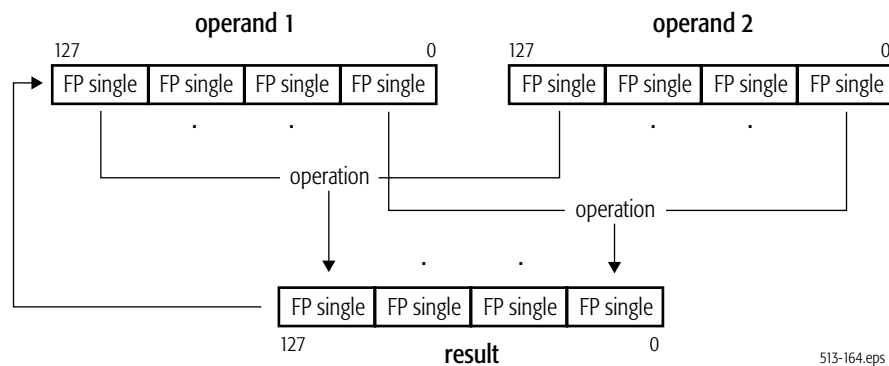 operand 1
operand 2
127 0
127 0
FP single FP single FP single FP single
FP single FP single FP single FP single
. .
. .
operation
operation
. .
FP single FP single FP single FP single
127 0
result
513-164.eps